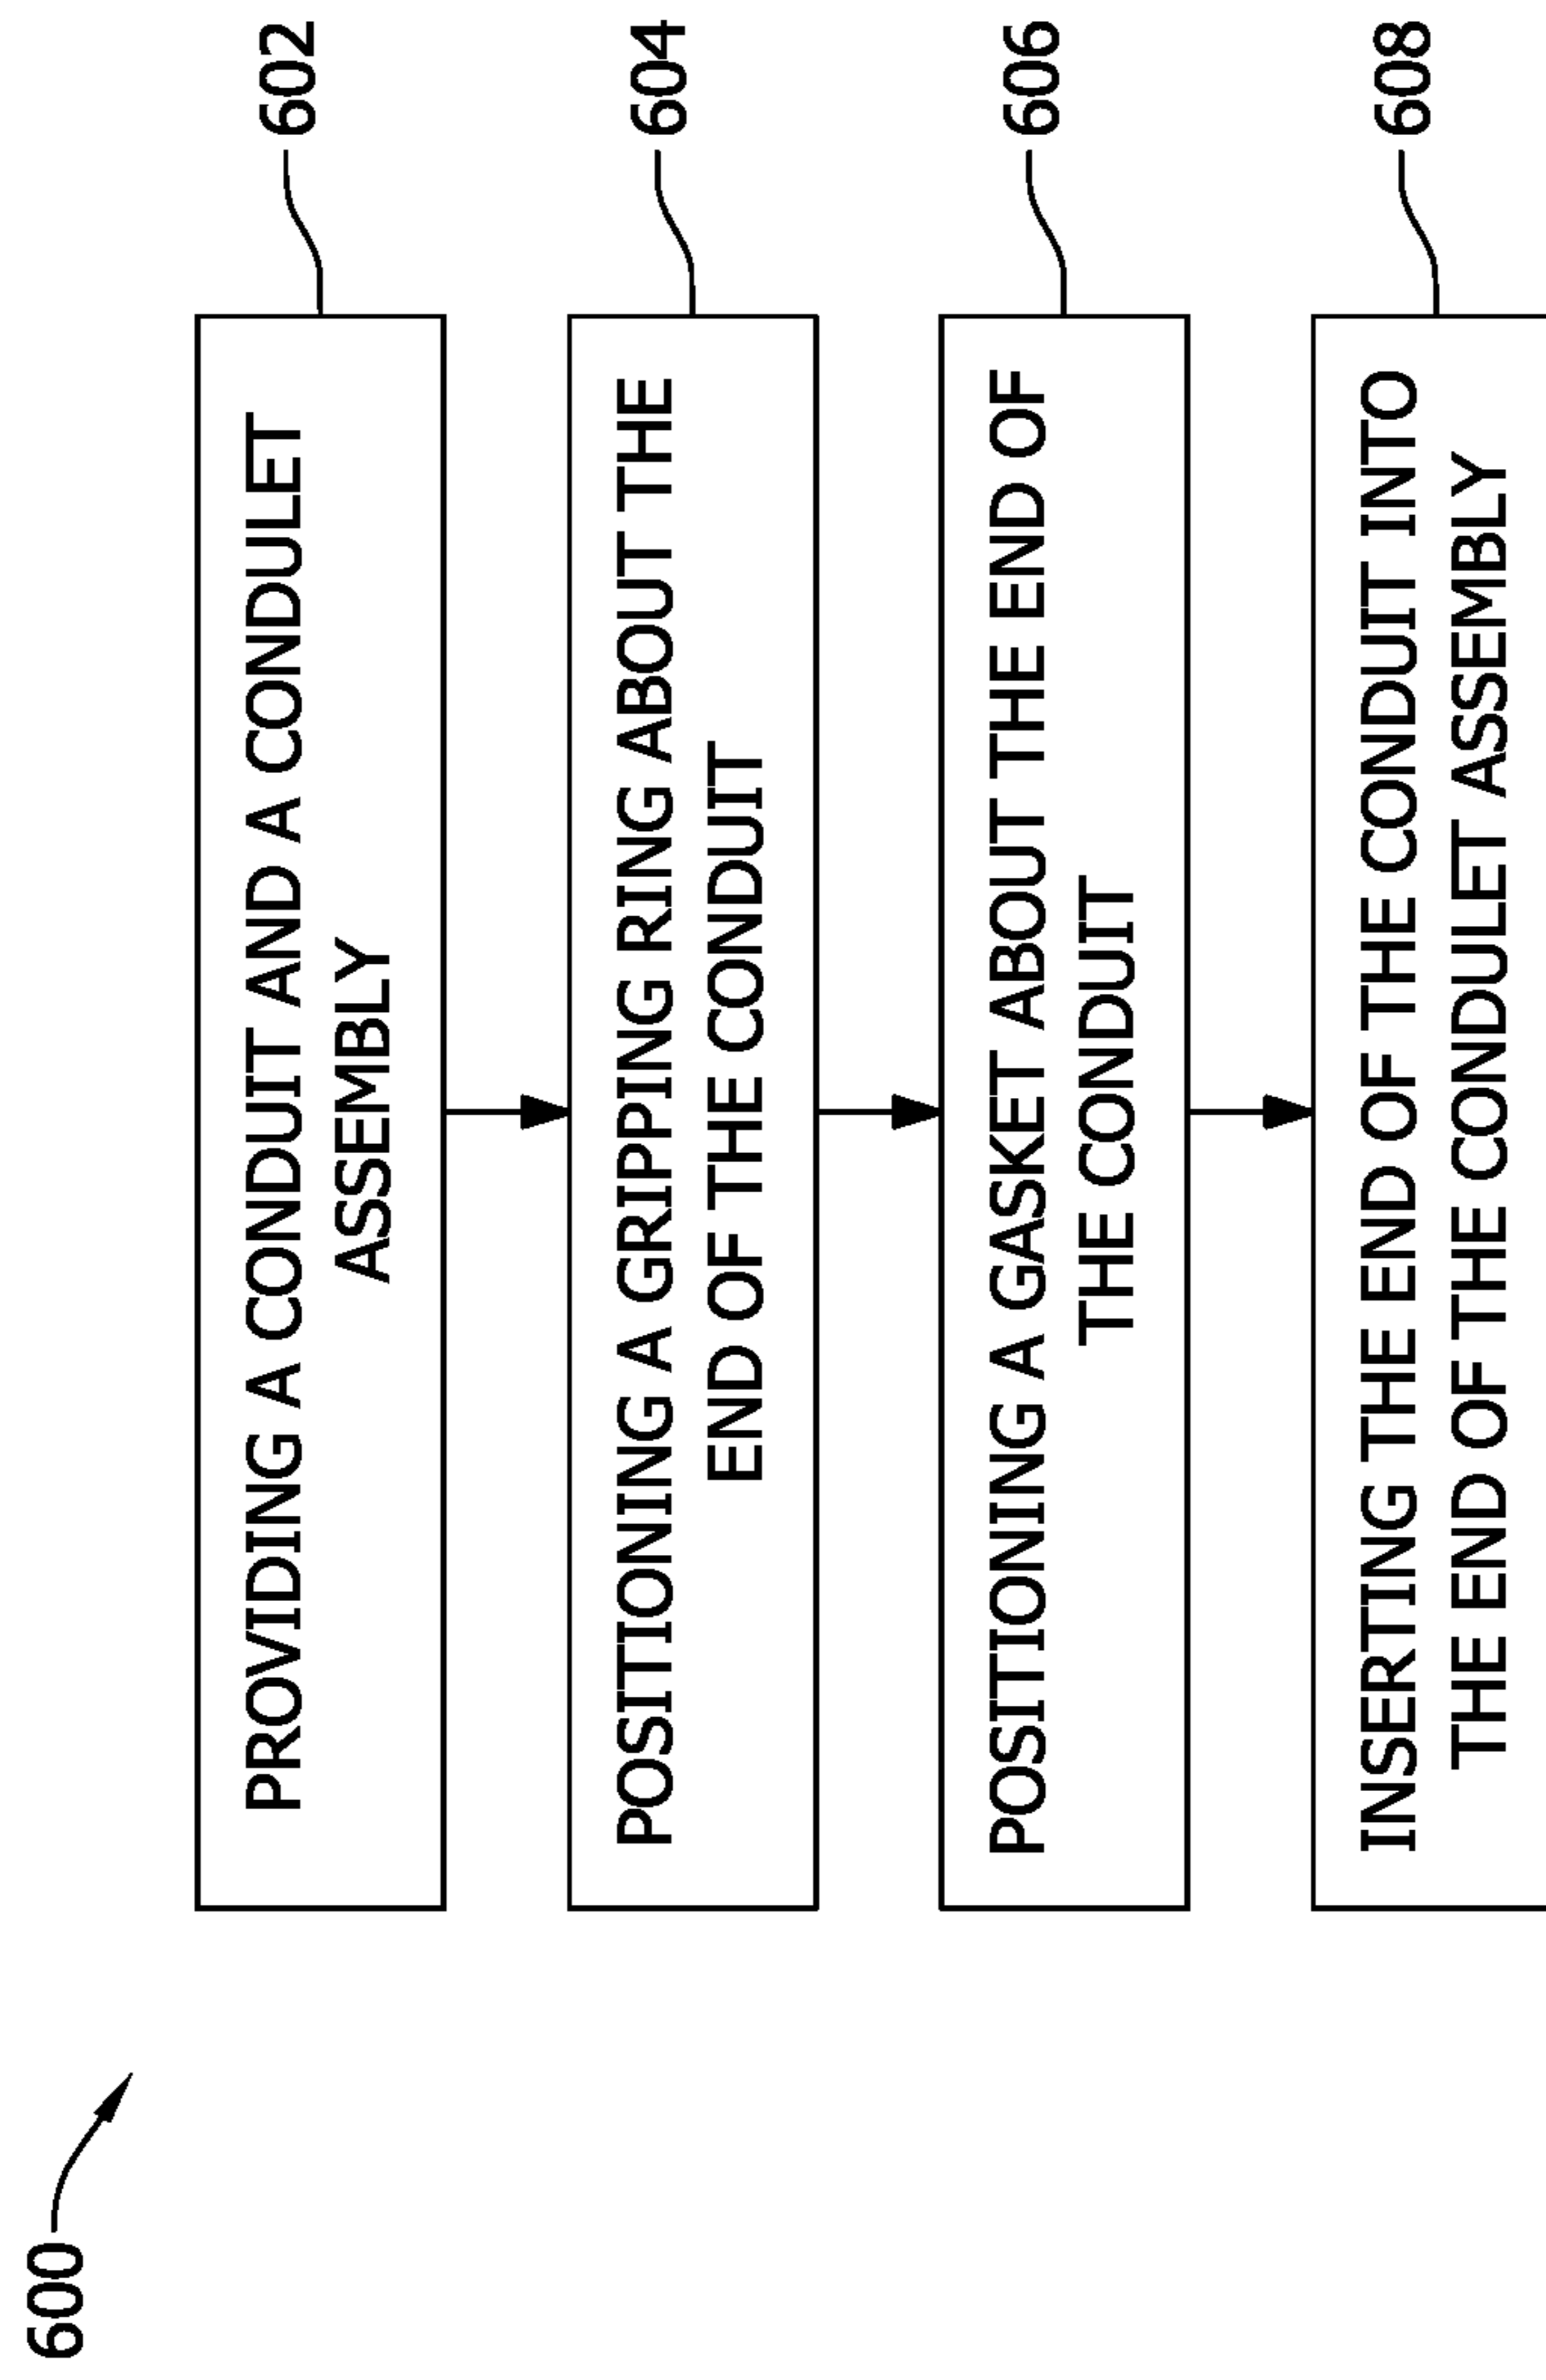 600
PROVIDING A CONDUIT AND A CONDULET
ASSEMBLY
602
POSITIONING A GRIPPING RING ABOUT THE
END OF THE CONDUIT
604
POSITIONING A GASKET ABOUT THE END OF
THE CONDUIT
606
INSERTING THE END OF THE CONDUIT INTO
THE END OF THE CONDULET ASSEMBLY
608